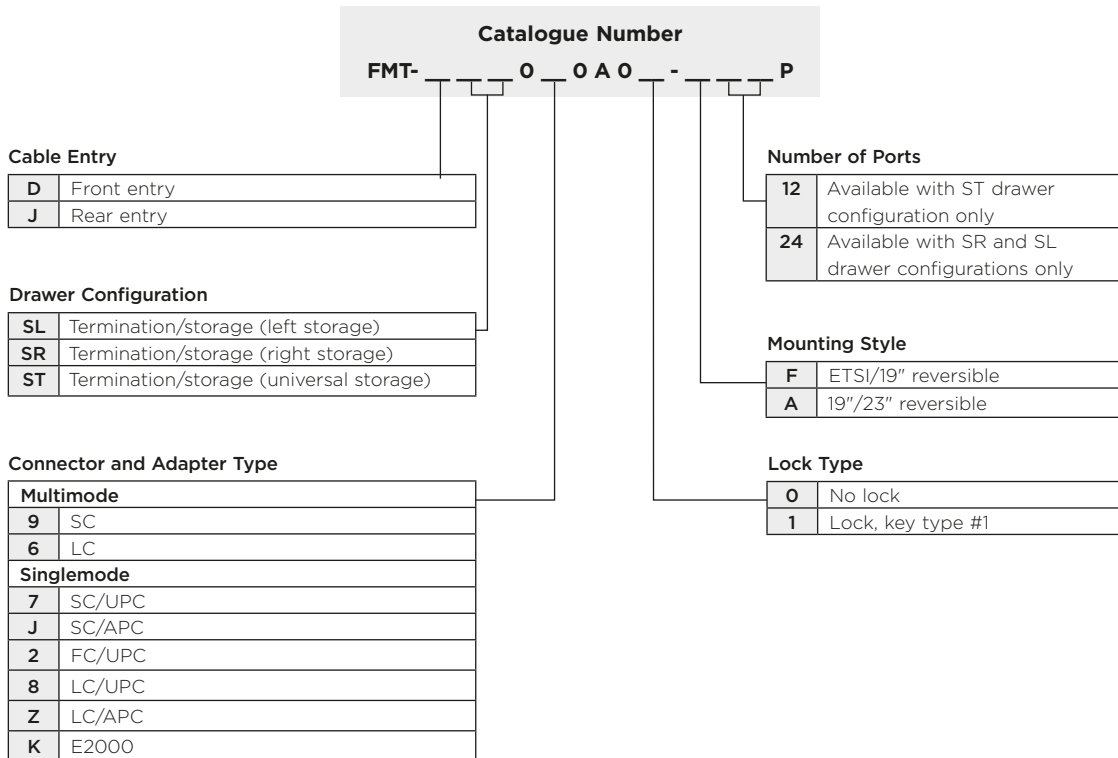 Catalogue Number
FMT- __ __ __ 0 __ 0 A 0 __ - __ __ __ P
Cable Entry
D Front entry
J Rear entry
Drawer Configuration
SL Termination/storage (left storage)
SR Termination/storage (right storage)
ST Termination/storage (universal storage)
Connector and Adapter Type
Multimode
9 SC
6 LC
Singlemode
7 SC/UPC
J SC/APC
2 FC/UPC
8 LC/UPC
Z LC/APC
K E2000
Number of Ports
12 Available with ST drawer
configuration only
24 Available with SR and SL
drawer configurations only
Mounting Style
F ETSI/19" reversible
A 19"/23" reversible
Lock Type
0 No lock
1 Lock, key type #1